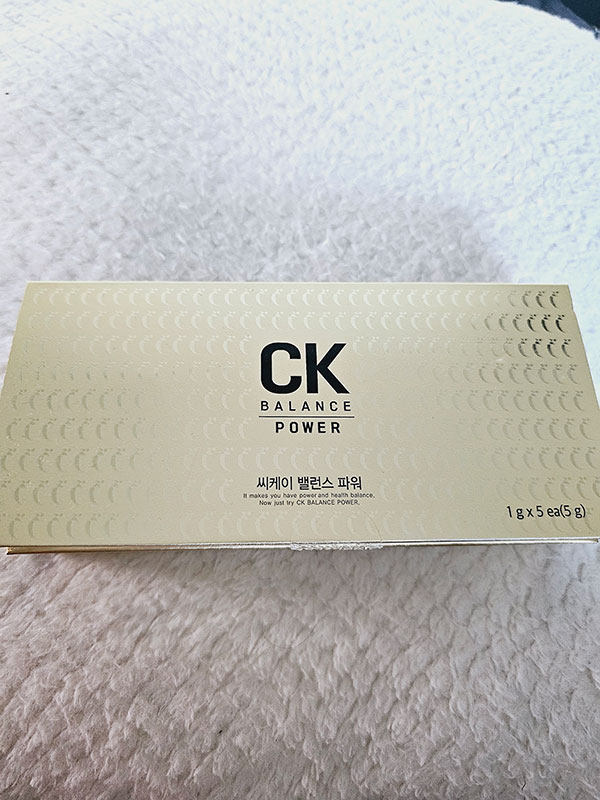 CK
BALANCE
POWER
씨케이 밸런스 파워
It makes you have power and health balance,
Now just try CK BALANCE POWER.
1 g x 5 ea(5 g)